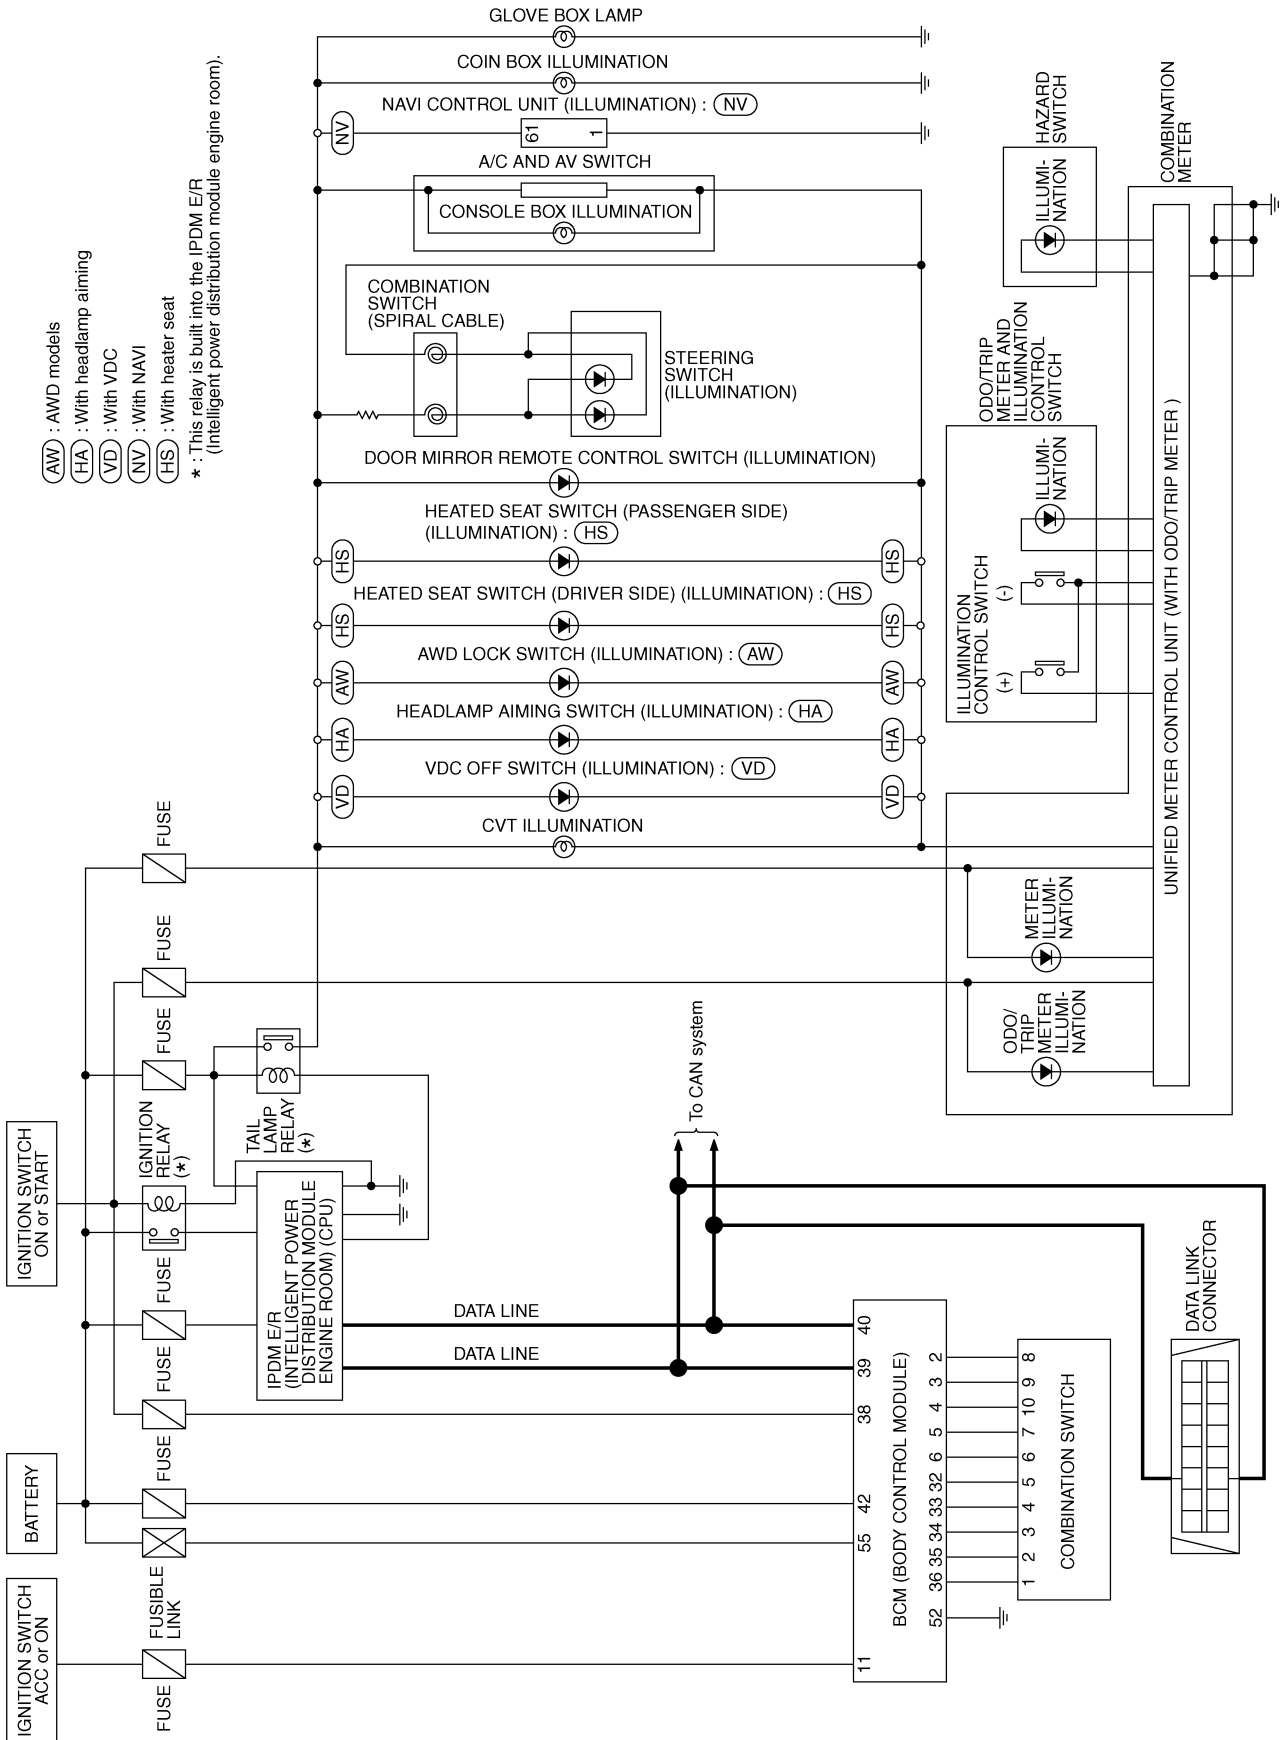 GLOVE BOX LAMP
COIN BOX ILLUMINATION
NAVI CONTROL UNIT (ILLUMINATION) : NV
NV
61
1
A/C AND AV SWITCH
CONSOLE BOX ILLUMINATION
COMBINATION
SWITCH
(SPIRAL CABLE)
STEERING
SWITCH
(ILLUMINATION)
DOOR MIRROR REMOTE CONTROL SWITCH (ILLUMINATION)
HEATED SEAT SWITCH (PASSENGER SIDE)
(ILLUMINATION) : HS
HS
HS
HEATED SEAT SWITCH (DRIVER SIDE) (ILLUMINATION) : HS
HS
HS
AWD LOCK SWITCH (ILLUMINATION) : AW
AW
AW
HEADLAMP AIMING SWITCH (ILLUMINATION) : HA
HA
HA
VDC OFF SWITCH (ILLUMINATION) : VD
VD
VD
CVT ILLUMINATION
AW : AWD models
HA : With headlamp aiming
VD : With VDC
NV : With NAVI
HS : With heater seat
* : This relay is built into the IPDM E/R
(Intelligent power distribution module engine room).
HAZARD
SWITCH
ILLUMI-
NATION
COMBINATION
METER
ODO/TRIP
METER AND
ILLUMINATION
CONTROL
SWITCH
ILLUMI-
NATION
ILLUMINATION
CONTROL SWITCH
(-)
(+)
UNIFIED METER CONTROL UNIT (WITH ODO/TRIP METER )
METER
ILLUMI-
NATION
ODO/
TRIP
METER
ILLUMI-
NATION
FUSE
FUSE
FUSE
TAIL
LAMP
RELAY
(*)
IGNITION
RELAY
(*)
IGNITION SWITCH
ON or START
FUSE
FUSE
FUSE
BATTERY
FUSIBLE
LINK
IGNITION SWITCH
ACC or ON
FUSE
IPDM E/R
(INTELLIGENT POWER
DISTRIBUTION MODULE
ENGINE ROOM) (CPU)
To CAN system
DATA LINE
DATA LINE
40
39
38
42
55
11
BCM (BODY CONTROL MODULE)
2
3
4
5
6
32
33
34
35
36
52
8
9
10
7
6
5
4
3
2
1
COMBINATION SWITCH
DATA LINK
CONNECTOR